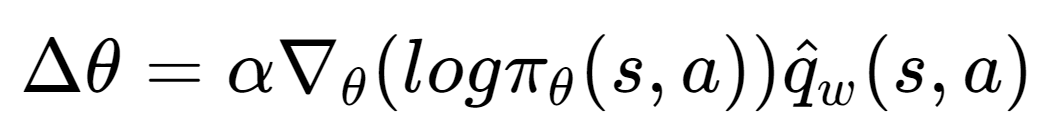 Δθ = α∇_θ(logπ_θ(s, a))q̂_w(s, a)